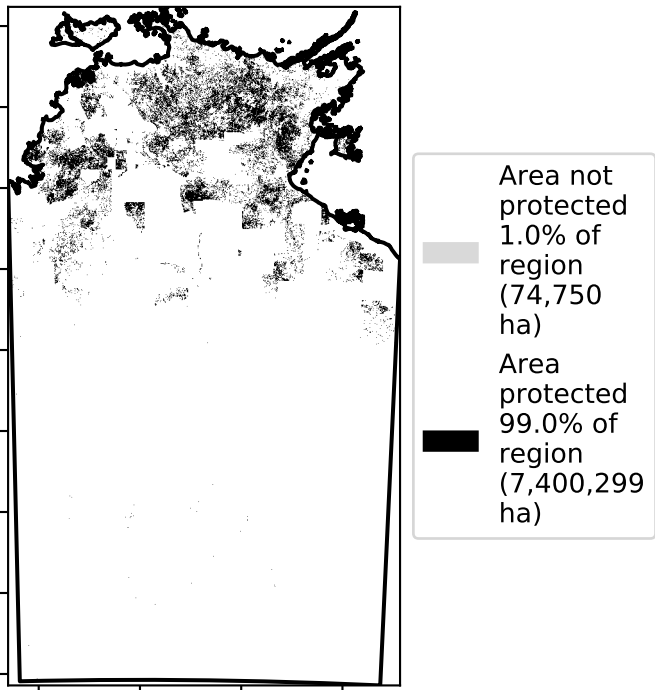 Area not
protected
1.0% of
region
(74,750
ha)
Area
protected
99.0% of
region
(7,400,299
ha)